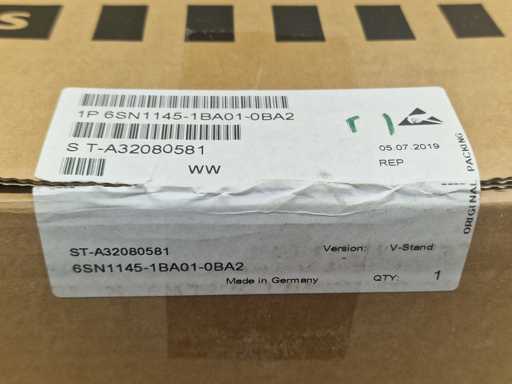 S
1P 6SN1145-1BA01-0BA2
S T-A32080581
WW
05.07.2019
REP
ORIGINAL PACKING
ST-A32080581
Version: V-Stand
6SN1145-1BA01-0BA2
Made in Germany
QTY: 1